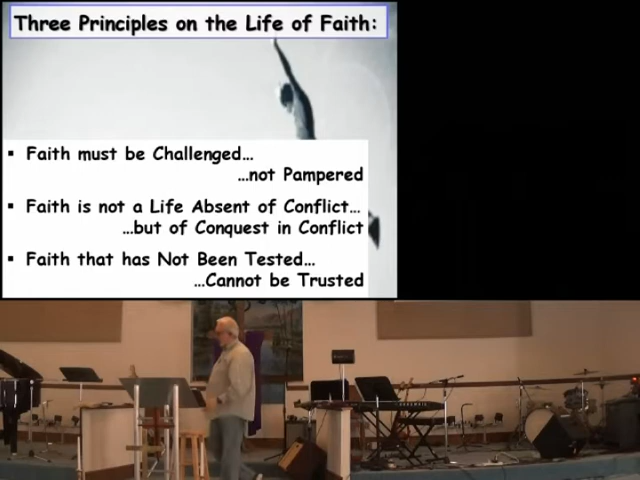 Three Principles on the Life of Faith:
▪ Faith must be Challenged...
...not Pampered
▪ Faith is not a Life Absent of Conflict...
...but of Conquest in Conflict
▪ Faith that has Not Been Tested...
...Cannot be Trusted